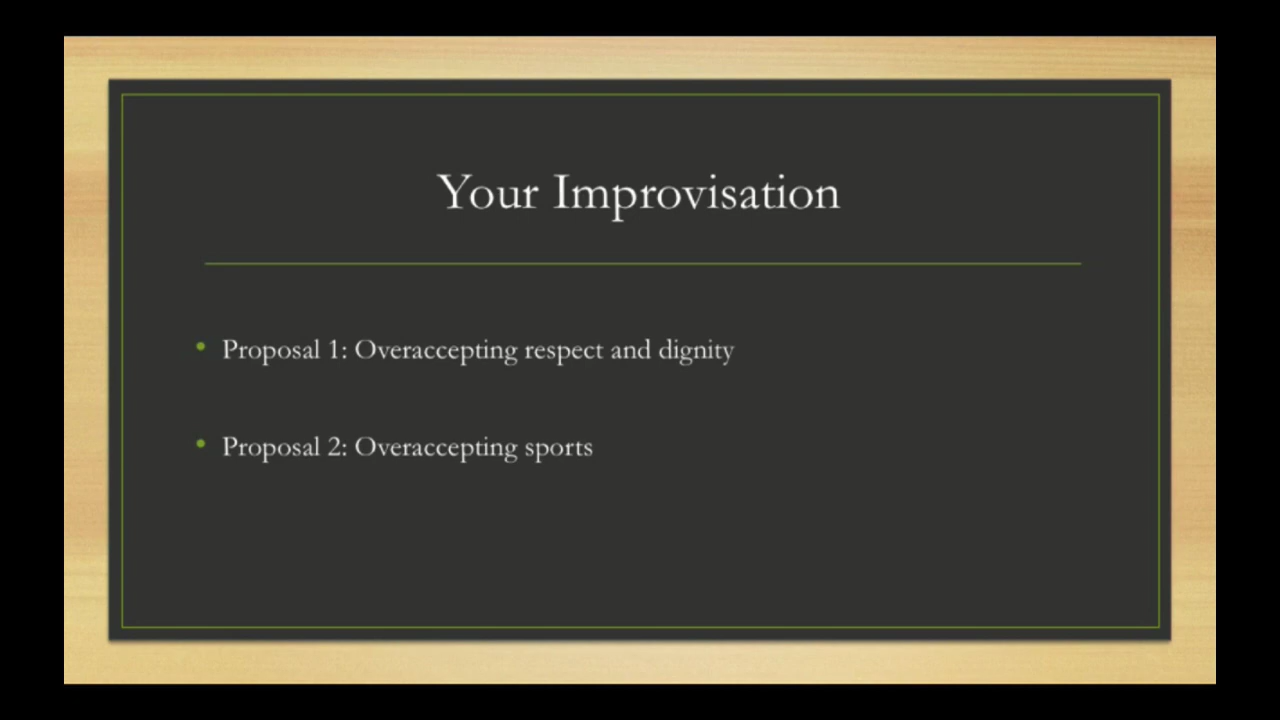 Your Improvisation
• Proposal 1: Overaccepting respect and dignity
• Proposal 2: Overaccepting sports